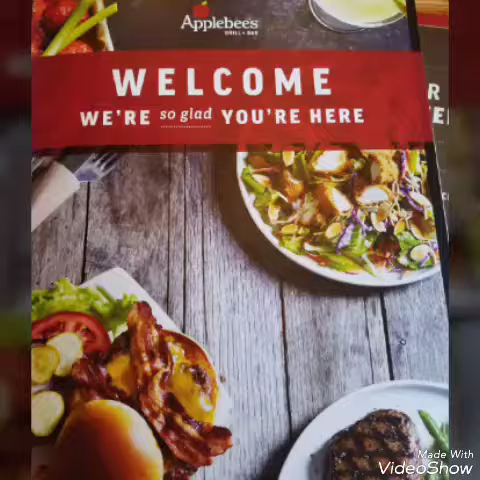 Applebee's
GRILL + BAR
WELCOME
WE'RE so glad YOU'RE HERE
R
E
Made With
VideoShow